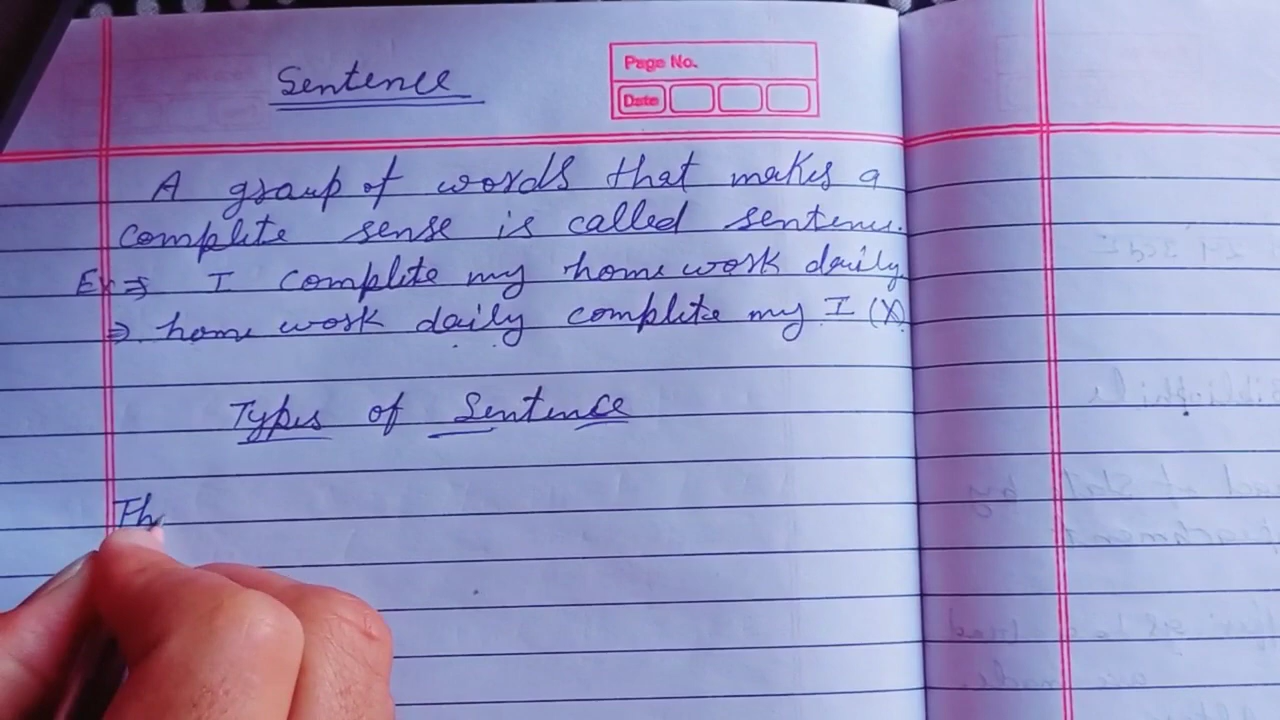 Sentence
Page No.
Date
A group of words that makes a
complete sense is called sentence.
Ex ⇒ I complete my home work daily
⇒ home work daily complete my I (X)
Types of Sentence
Th